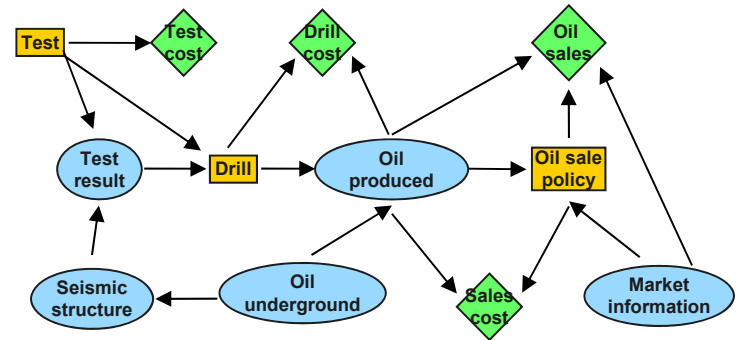 Test
Test
cost
Drill
cost
Oil
sales
Test
result
Drill
Oil
produced
Oil sale
policy
Seismic
structure
Oil
underground
Sales
cost
Market
information